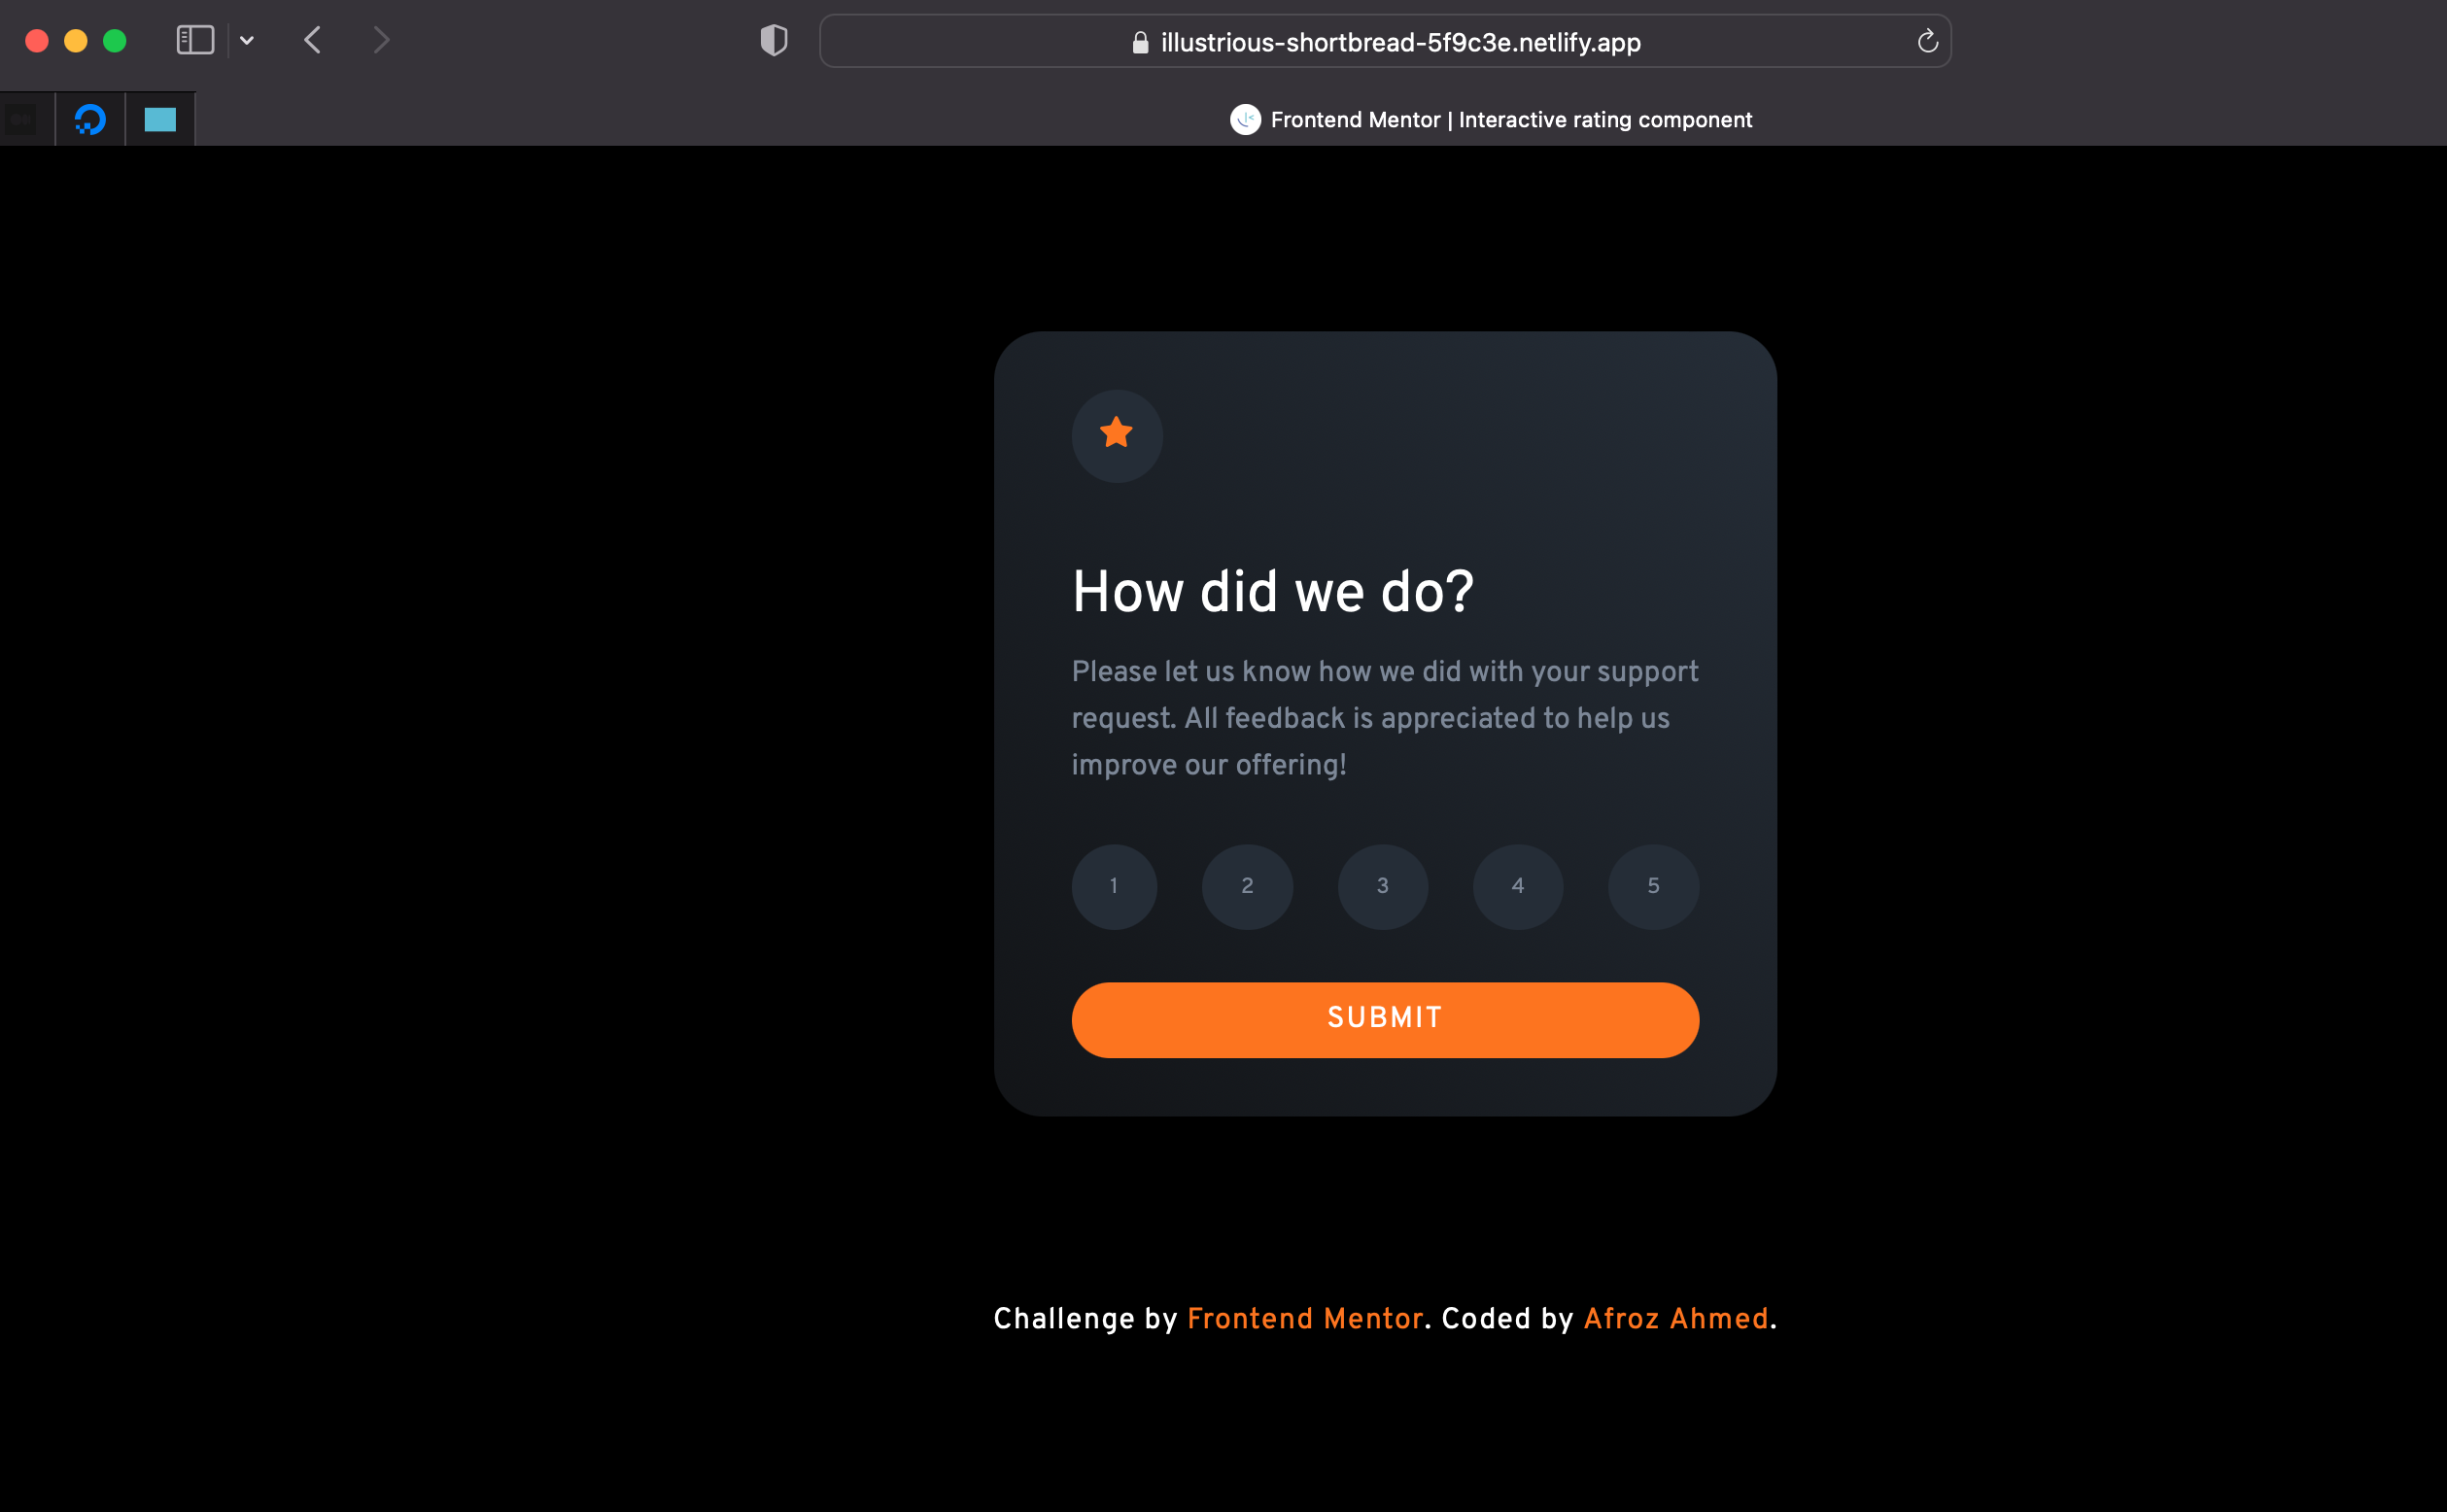 illustrious-shortbread-5f9c3e.netlify.app
Frontend Mentor | Interactive rating component
How did we do?
Please let us know how we did with your support
request. All feedback is appreciated to help us
improve our offering!
1 2 3 4 5
SUBMIT
Challenge by Frontend Mentor. Coded by Afroz Ahmed.